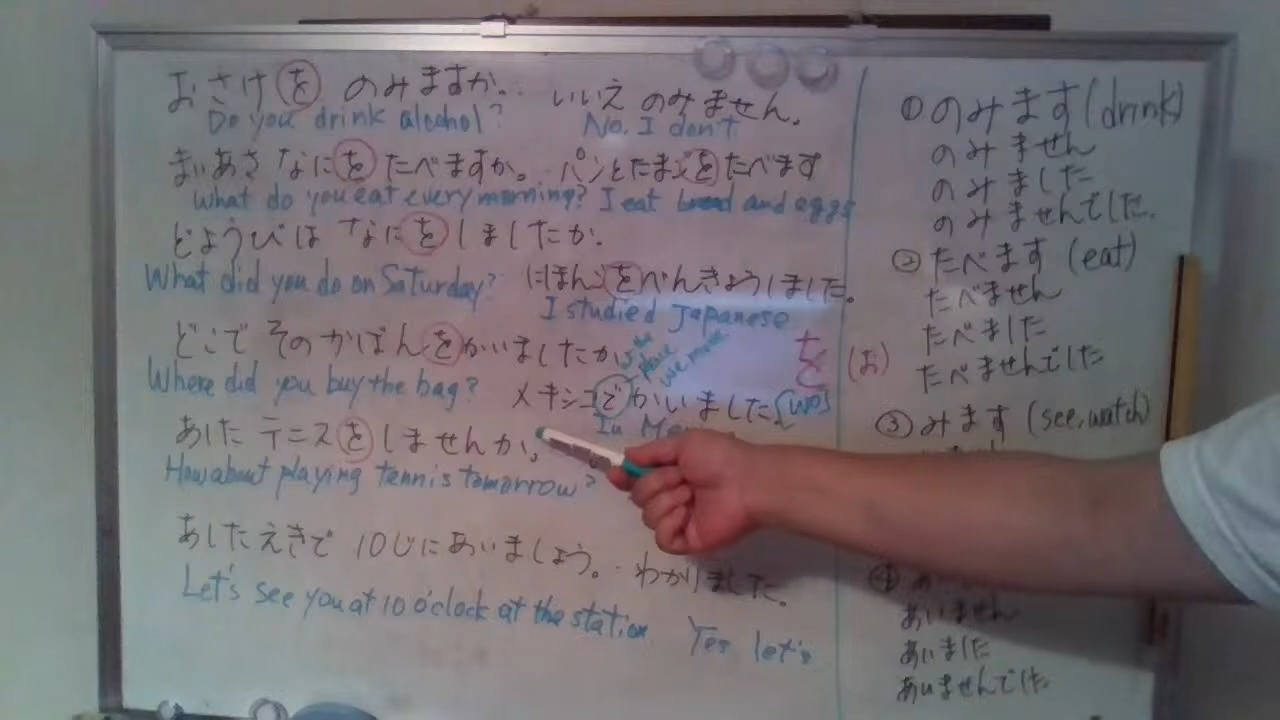 おさけを のみますか。 いいえ のみません。
Do you drink alcohol? No, I don't
まいあさ なにを たべますか。 パンとたまごをたべます
What do you eat every morning? I eat bread and eggs
どようびは なにをしましたか。
にほんごをべんきょうしました。
What did you do on Saturday?
I studied Japanese
どこで そのかばんをかいましたか
is the place we make
Where did you buy the bag?
メキシコでかいました (wo)
In
を (お)
あした テニスをしませんか。
How about playing tennis tomorrow?
あしたえきで 10じにあいましょう。 わかりました。
Let's see you at 10 o'clock at the station Yes let's
① のみます (drink)
のみません
のみました
のみませんでした。
② たべます (eat)
たべません
たべました
たべませんでした
③ みます (see, watch)
あいません
あいました
あいませんでした